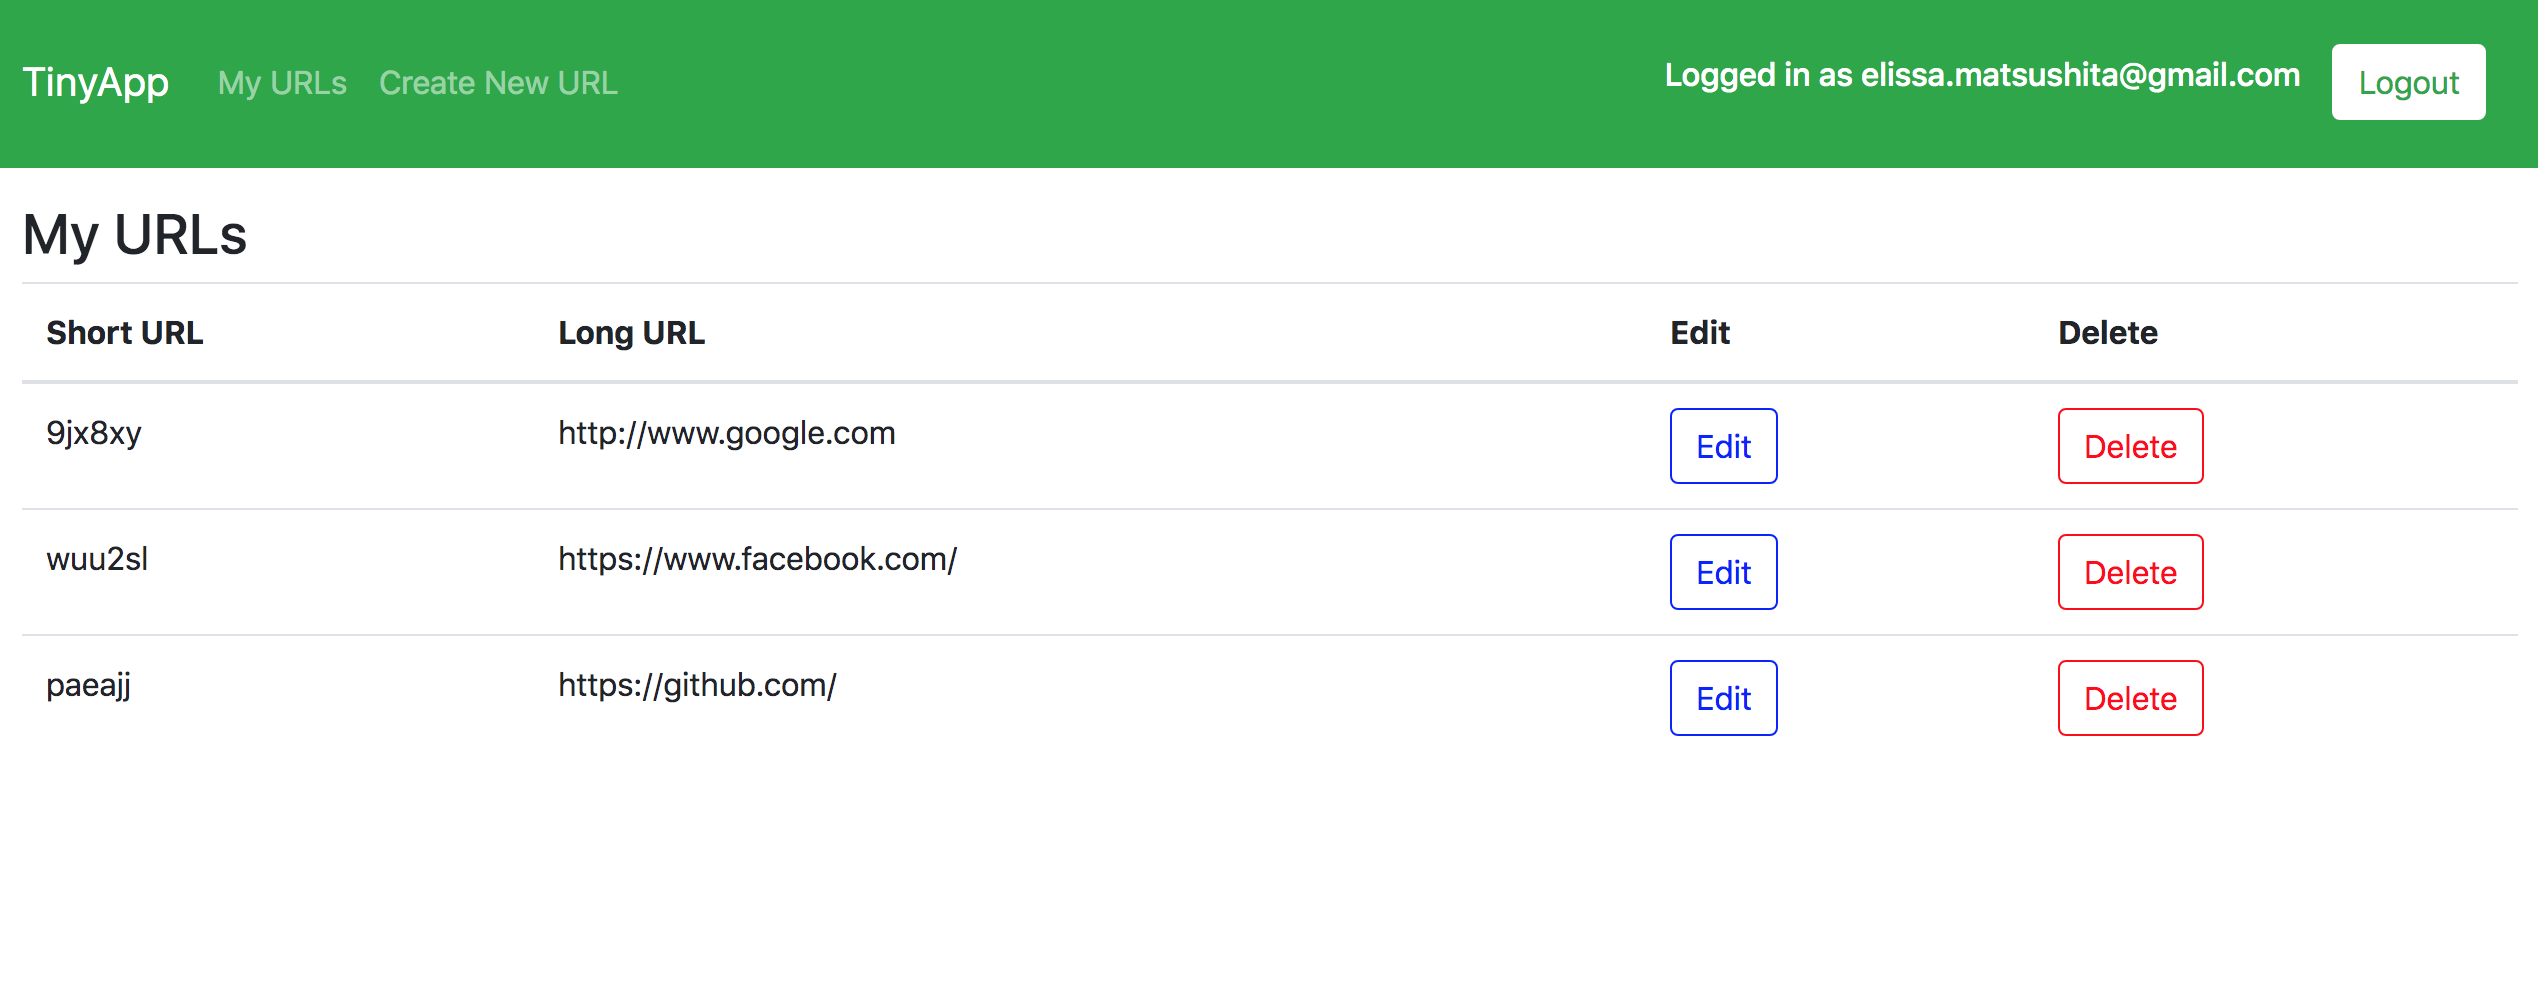 TinyApp My URLs Create New URL Logged in as elissa.matsushita@gmail.com Logout
My URLs
Short URL Long URL Edit Delete
9jx8xy http://www.google.com Edit Delete
wuu2sl https://www.facebook.com/ Edit Delete
paeajj https://github.com/ Edit Delete